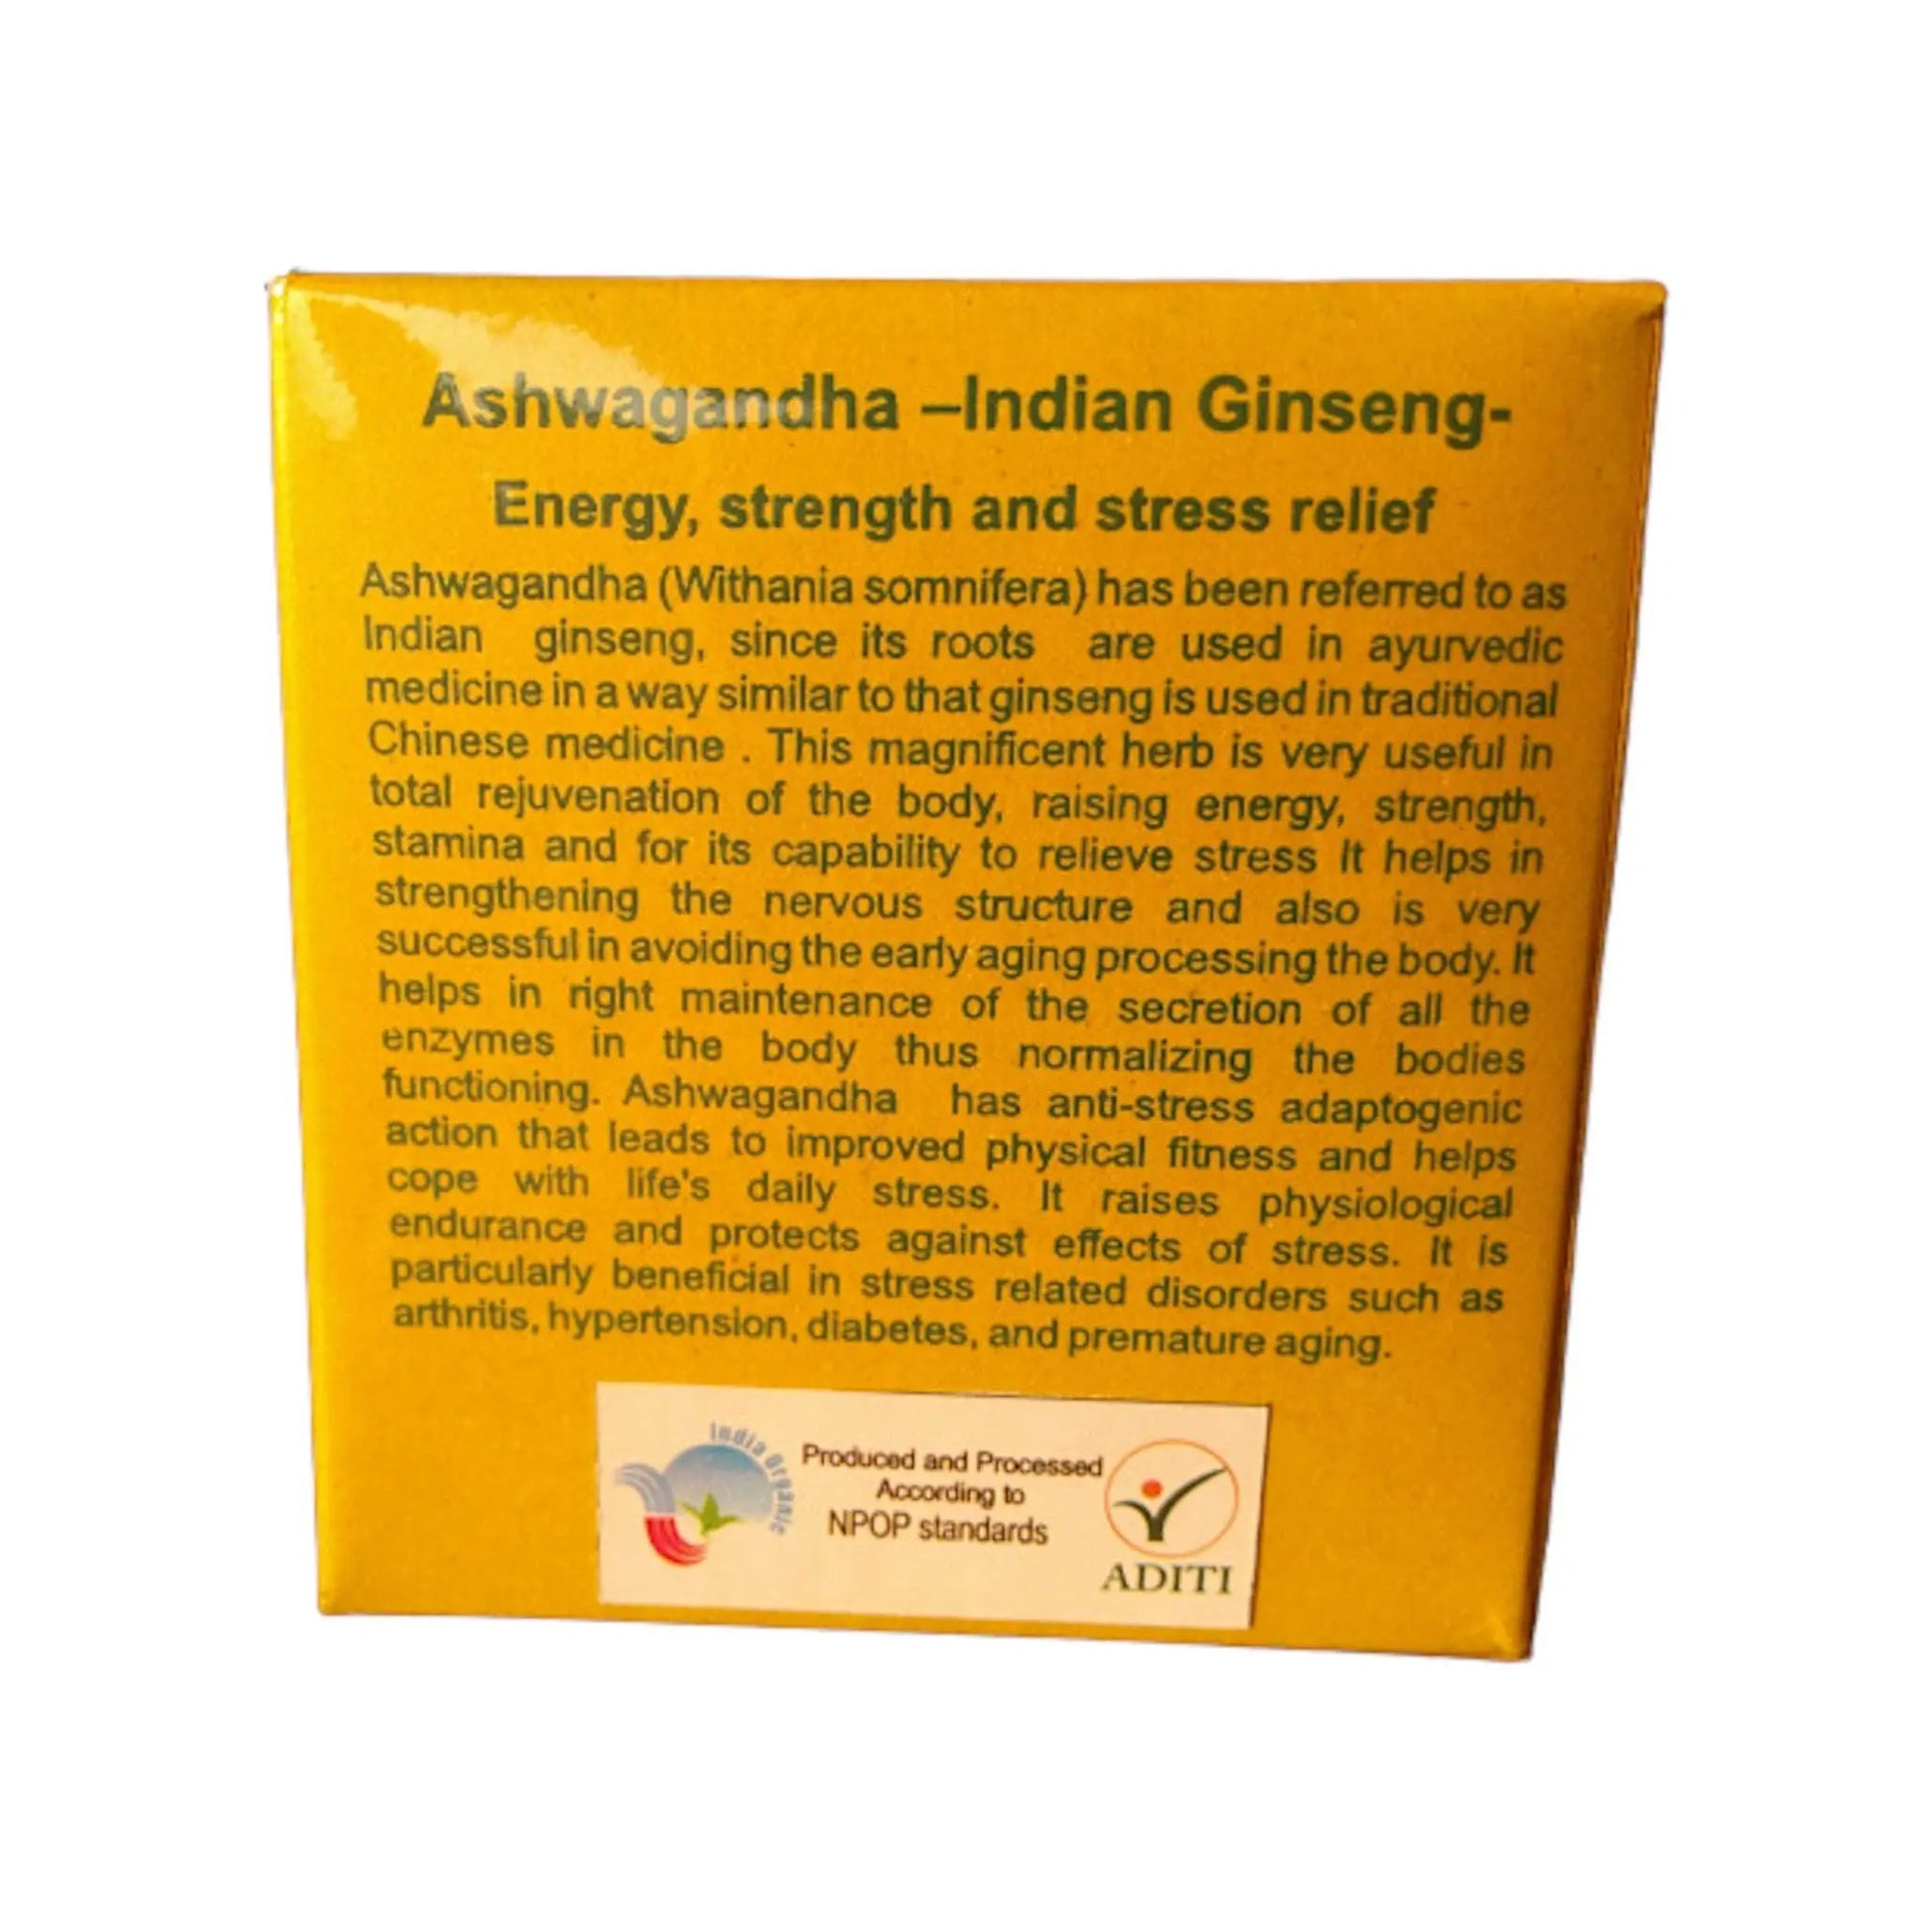 Ashwagandha –Indian Ginseng-
Energy, strength and stress relief
Ashwagandha (Withania somnifera) has been referred to as
Indian ginseng, since its roots are used in ayurvedic
medicine in a way similar to that ginseng is used in traditional
Chinese medicine . This magnificent herb is very useful in
total rejuvenation of the body, raising energy, strength,
stamina and for its capability to relieve stress It helps in
strengthening the nervous structure and also is very
successful in avoiding the early aging processing the body. It
helps in right maintenance of the secretion of all the
enzymes in the body thus normalizing the bodies
functioning. Ashwagandha has anti-stress adaptogenic
action that leads to improved physical fitness and helps
cope with life's daily stress. It raises physiological
endurance and protects against effects of stress. It is
particularly beneficial in stress related disorders such as
arthritis, hypertension, diabetes, and premature aging.
India Organic
Produced and Processed
According to
NPOP standards
ADITI